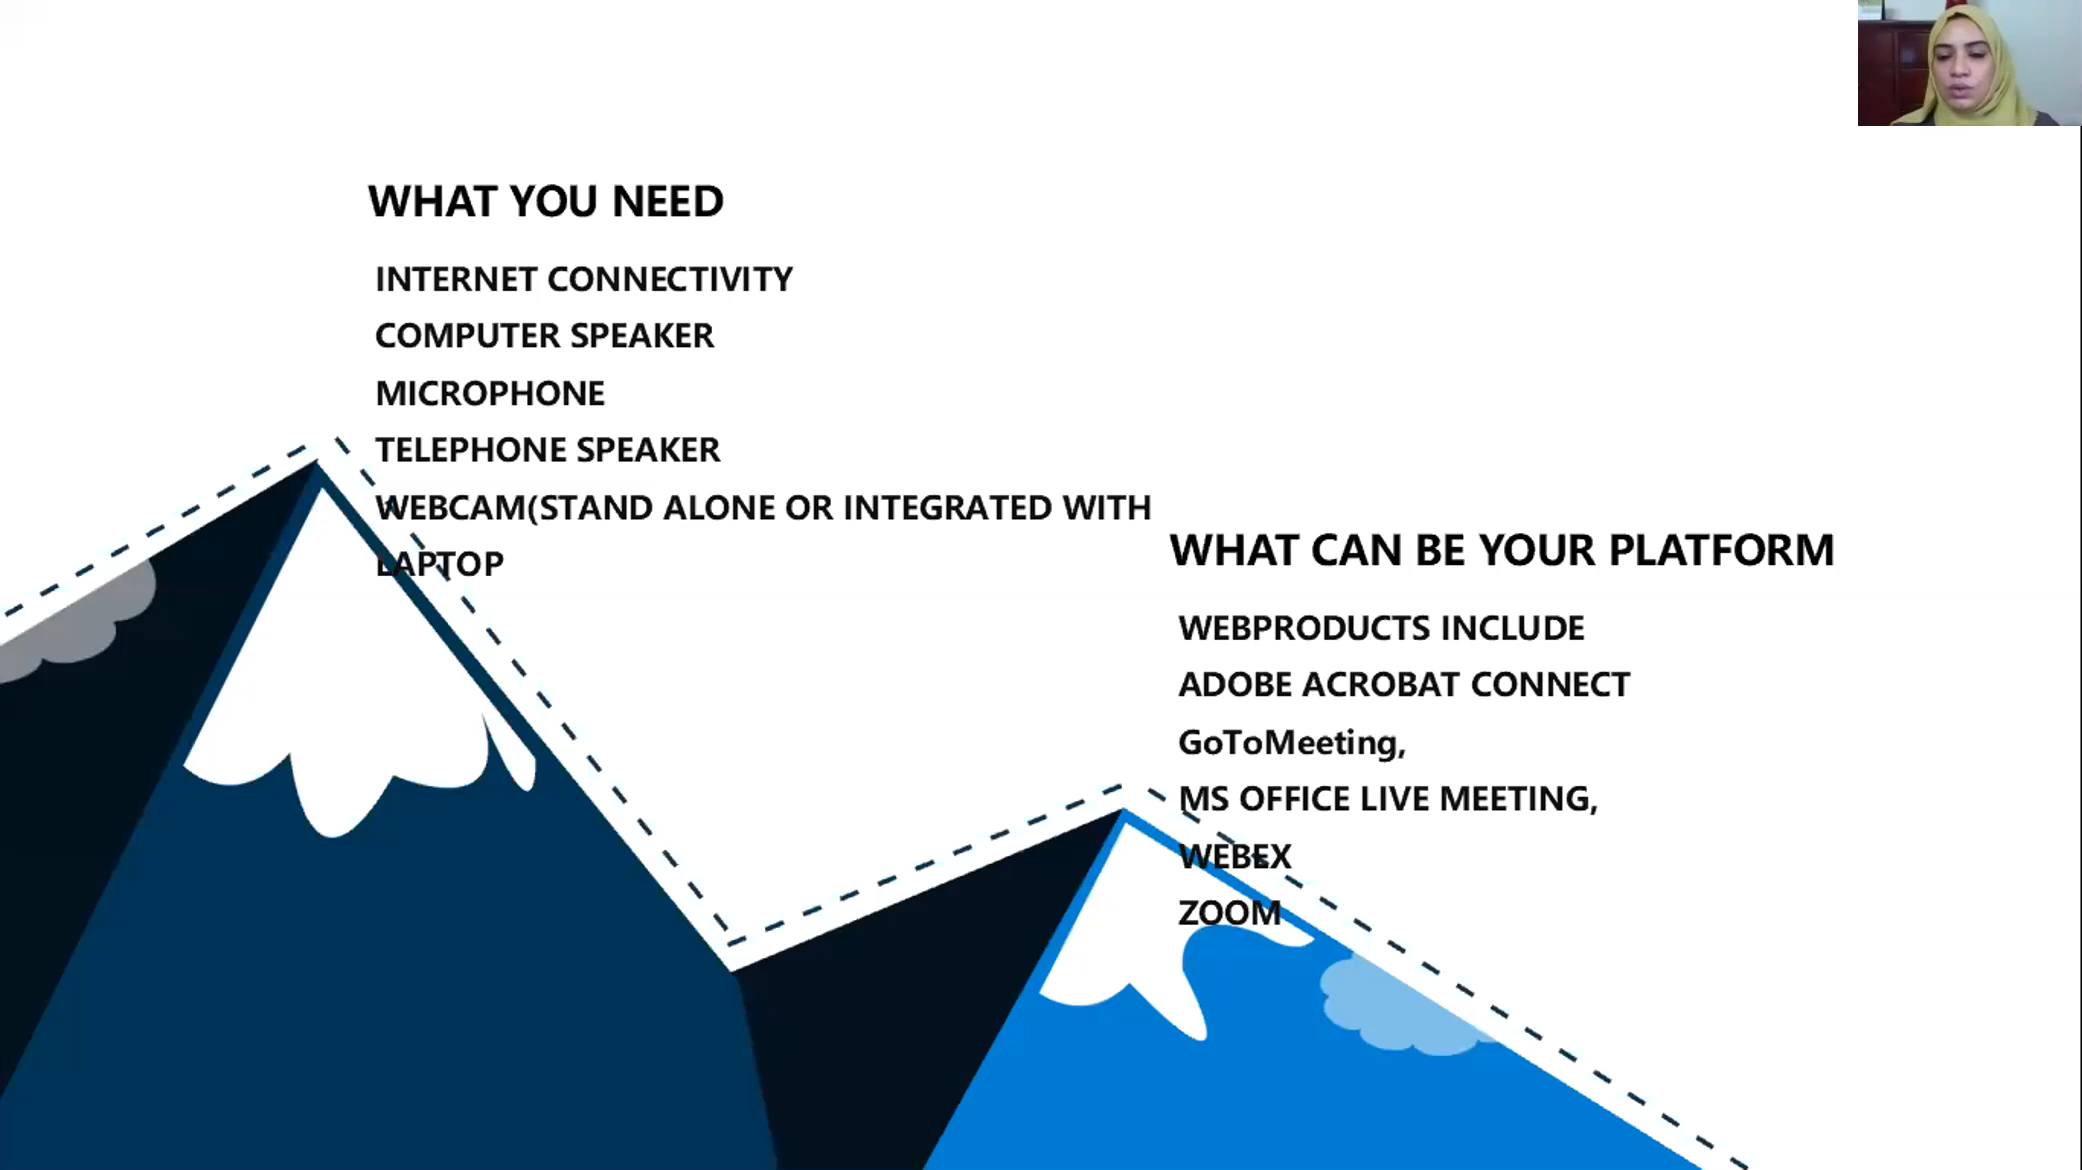 WHAT YOU NEED
INTERNET CONNECTIVITY
COMPUTER SPEAKER
MICROPHONE
TELEPHONE SPEAKER
WEBCAM(STAND ALONE OR INTEGRATED WITH
LAPTOP
WHAT CAN BE YOUR PLATFORM
WEBPRODUCTS INCLUDE
ADOBE ACROBAT CONNECT
GoToMeeting,
MS OFFICE LIVE MEETING,
WEBEX
ZOOM